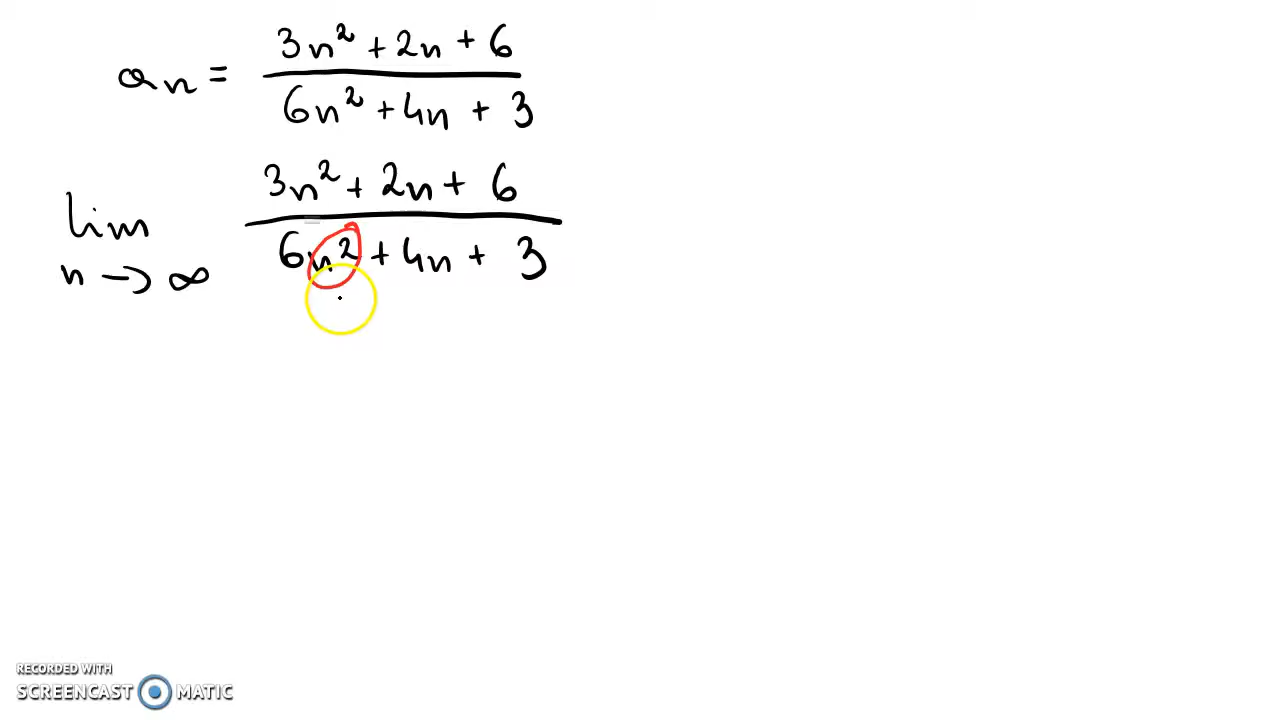 3n² + 2n + 6
aₙ =
6n² + 4n + 3
3n² + 2n + 6
lim
6n² + 4n + 3
n → ∞
RECORDED WITH
SCREENCAST MATIC